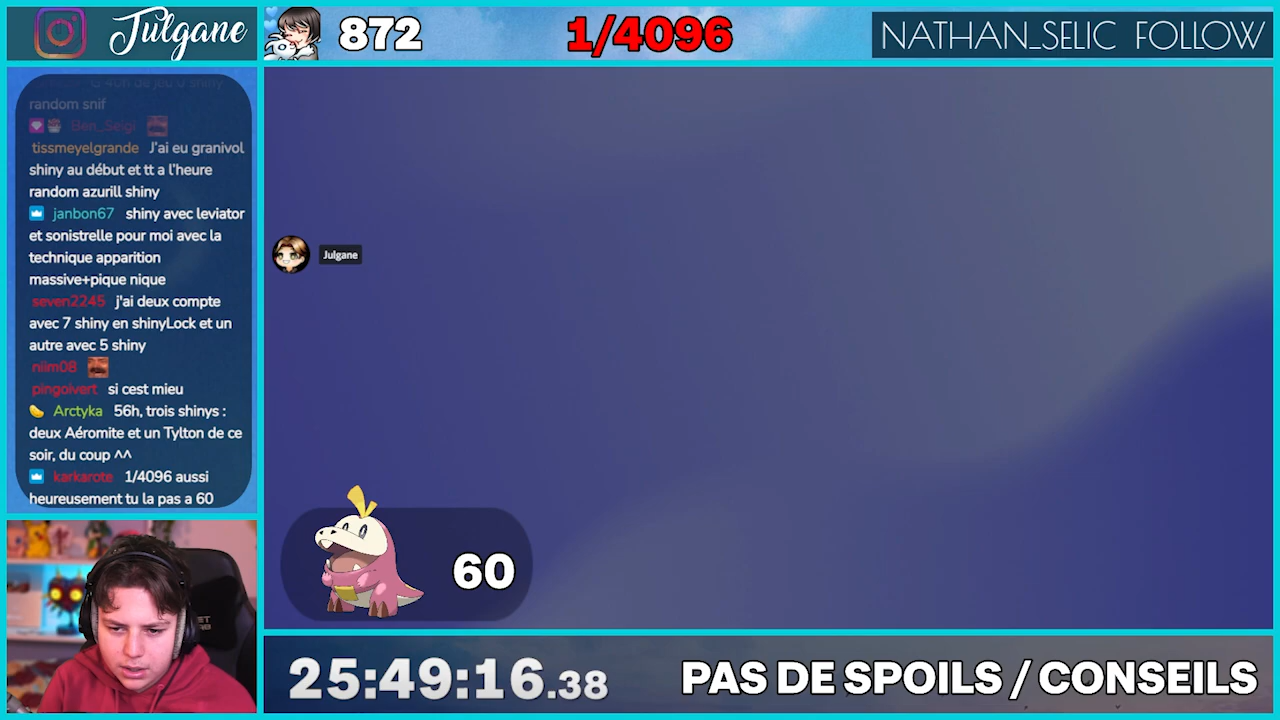 Julgane
872
1/4096
NATHAN_SELIC FOLLOW
random snif
Ben_Seigi
tissmeyelgrande J'ai eu granivol
shiny au début et tt a l'heure
random azurill shiny
janbon67 shiny avec leviator
et sonistrelle pour moi avec la
technique apparition
massive+pique nique
seven2245 j'ai deux compte
avec 7 shiny en shinyLock et un
autre avec 5 shiny
niim08
pingoivert si cest mieu
Arctyka 56h, trois shinys :
deux Aéromite et un Tylton de ce
soir, du coup ^^
karkarote 1/4096 aussi
heureusement tu la pas a 60
Julgane
60
25:49:16.38
PAS DE SPOILS / CONSEILS